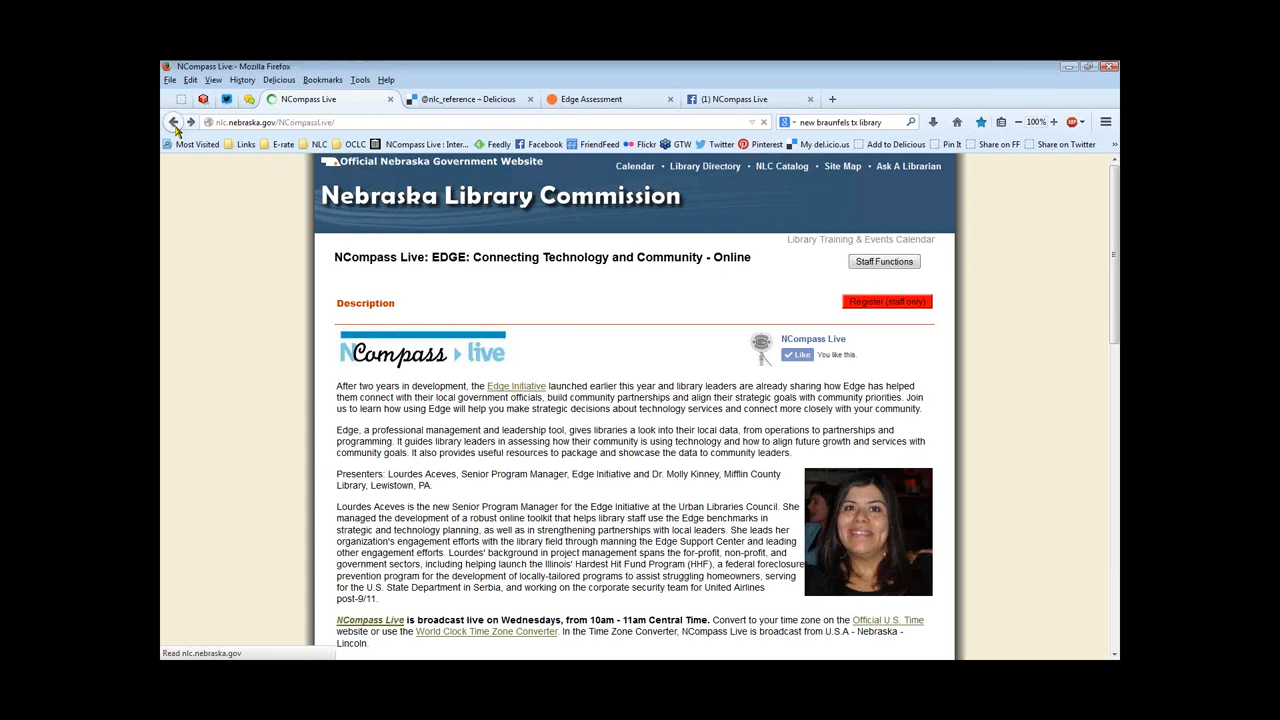 NCompass Live:- Mozilla Firefox
File Edit View History Delicious Bookmarks Tools Help
NCompass Live × @nlc_reference – Delicious × Edge Assessment × (1) NCompass Live × +
nlc.nebraska.gov/NCompassLive/ new braunfels tx library 100%
Most Visited Links E-rate NLC OCLC NCompass Live : Inter... Feedly Facebook FriendFeed Flickr GTW Twitter Pinterest My del.icio.us Add to Delicious Pin It Share on FF Share on Twitter »
Official Nebraska Government Website
Calendar • Library Directory • NLC Catalog • Site Map • Ask A Librarian
Nebraska Library Commission
Library Training & Events Calendar
NCompass Live: EDGE: Connecting Technology and Community - Online
Staff Functions
Description
Register (staff only)
NCompass live
NCompass Live
Like You like this.
After two years in development, the Edge Initiative launched earlier this year and library leaders are already sharing how Edge has helped
them connect with their local government officials, build community partnerships and align their strategic goals with community priorities. Join
us to learn how using Edge will help you make strategic decisions about technology services and connect more closely with your community.
Edge, a professional management and leadership tool, gives libraries a look into their local data, from operations to partnerships and
programming. It guides library leaders in assessing how their community is using technology and how to align future growth and services with
community goals. It also provides useful resources to package and showcase the data to community leaders.
Presenters: Lourdes Aceves, Senior Program Manager, Edge Initiative and Dr. Molly Kinney, Mifflin County
Library, Lewistown, PA.
Lourdes Aceves is the new Senior Program Manager for the Edge Initiative at the Urban Libraries Council. She
managed the development of a robust online toolkit that helps library staff use the Edge benchmarks in
strategic and technology planning, as well as in strengthening partnerships with local leaders. She leads her
organization's engagement efforts with the library field through manning the Edge Support Center and leading
other engagement efforts. Lourdes' background in project management spans the for-profit, non-profit, and
government sectors, including helping launch the Illinois' Hardest Hit Fund Program (HHF), a federal foreclosure
prevention program for the development of locally-tailored programs to assist struggling homeowners, serving
for the U.S. State Department in Serbia, and working on the corporate security team for United Airlines
post-9/11.
NCompass Live is broadcast live on Wednesdays, from 10am - 11am Central Time. Convert to your time zone on the Official U.S. Time
website or use the World Clock Time Zone Converter. In the Time Zone Converter, NCompass Live is broadcast from U.S.A - Nebraska -
Lincoln.
Read nlc.nebraska.gov